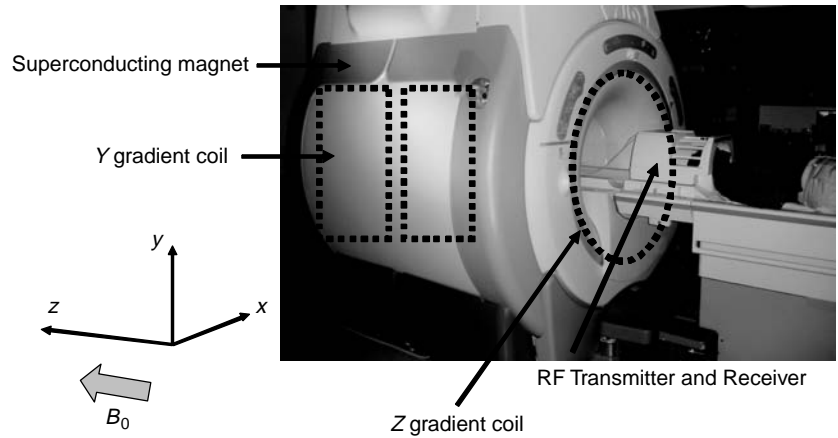 Superconducting magnet
Y gradient coil
y
z
x
B0
RF Transmitter and Receiver
Z gradient coil